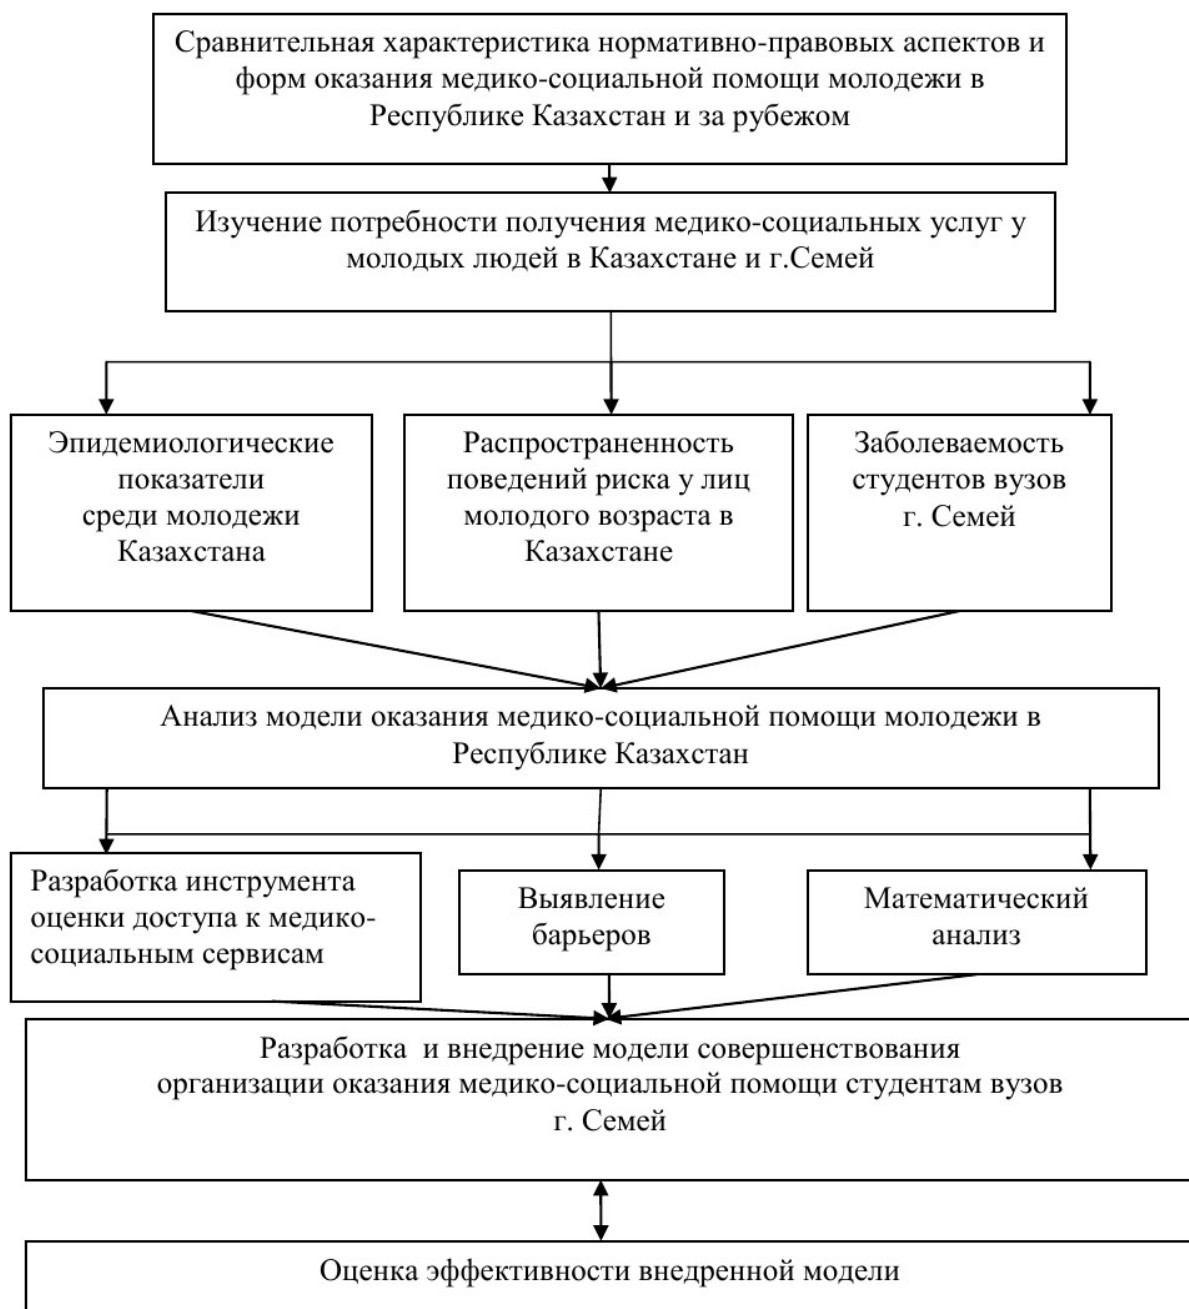 Сравнительная характеристика нормативно-правовых аспектов и
форм оказания медико-социальной помощи молодежи в
Республике Казахстан и за рубежом
Изучение потребности получения медико-социальных услуг у
молодых людей в Казахстане и г.Семей
Эпидемиологические
показатели
среди молодежи
Казахстана
Распространенность
поведений риска у лиц
молодого возраста в
Казахстане
Заболеваемость
студентов вузов
г. Семей
Анализ модели оказания медико-социальной помощи молодежи в
Республике Казахстан
Разработка инструмента
оценки доступа к медико-
социальным сервисам
Выявление
барьеров
Математический
анализ
Разработка  и внедрение модели совершенствования
организации оказания медико-социальной помощи студентам вузов
г. Семей
Оценка эффективности внедренной модели